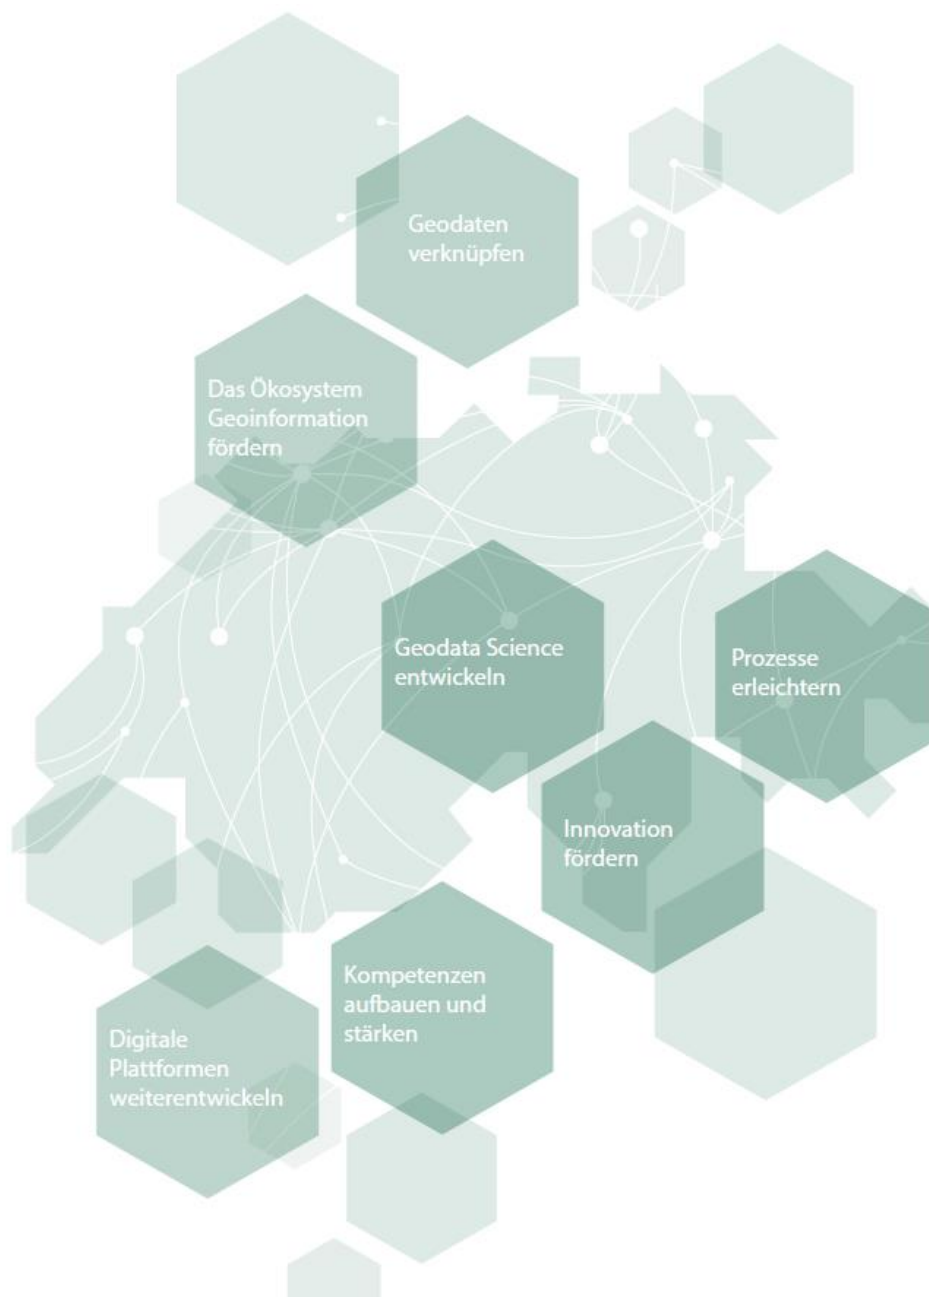 Geodaten
verknüpfen
Das Ökosystem
Geoinformation
fördern
Geodata Science
entwickeln
Prozesse
erleichtern
Innovation
fördern
Kompetenzen
aufbauen und
stärken
Digitale
Plattformen
weiterentwickeln